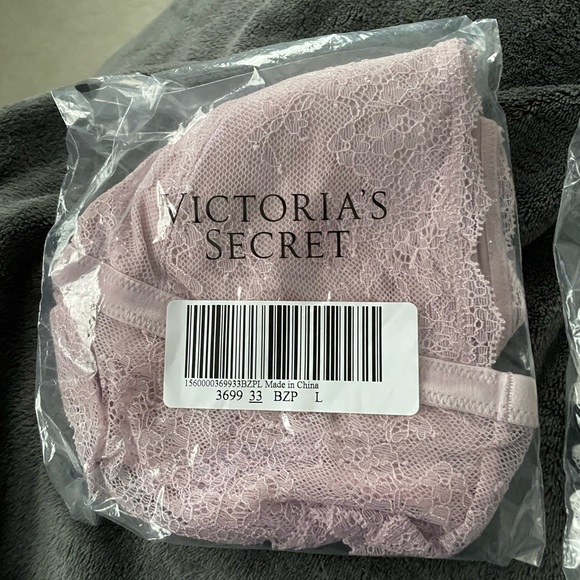 VICTORIA'S
SECRET
1560000369933BZPL Made in China
3699 33 BZP L